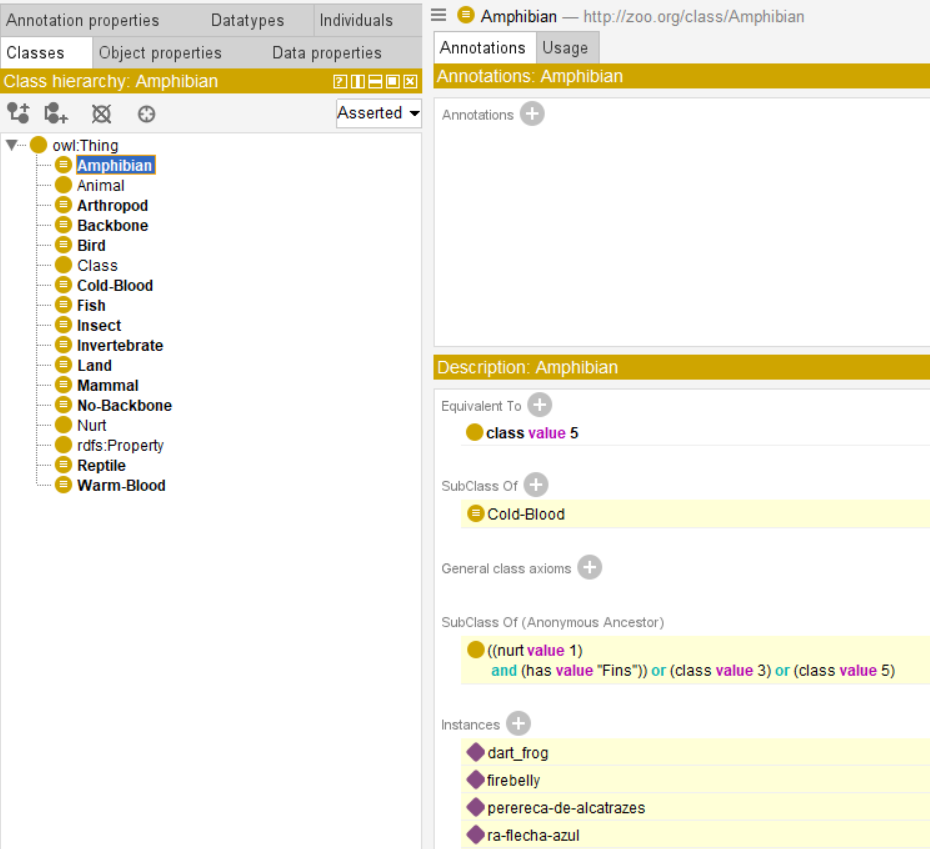 Annotation properties
Datatypes
Individuals
Classes
Object properties
Data properties
Class hierarchy: Amphibian
Asserted
owl:Thing
Amphibian
Animal
Arthropod
Backbone
Bird
Class
Cold-Blood
Fish
Insect
Invertebrate
Land
Mammal
No-Backbone
Nurt
rdfs:Property
Reptile
Warm-Blood
Amphibian — http://zoo.org/class/Amphibian
Annotations
Usage
Annotations: Amphibian
Annotations
Description: Amphibian
Equivalent To
class value 5
SubClass Of
Cold-Blood
General class axioms
SubClass Of (Anonymous Ancestor)
((nurt value 1)
and (has value "Fins")) or (class value 3) or (class value 5)
Instances
dart_frog
firebelly
perereca-de-alcatrazes
ra-flecha-azul